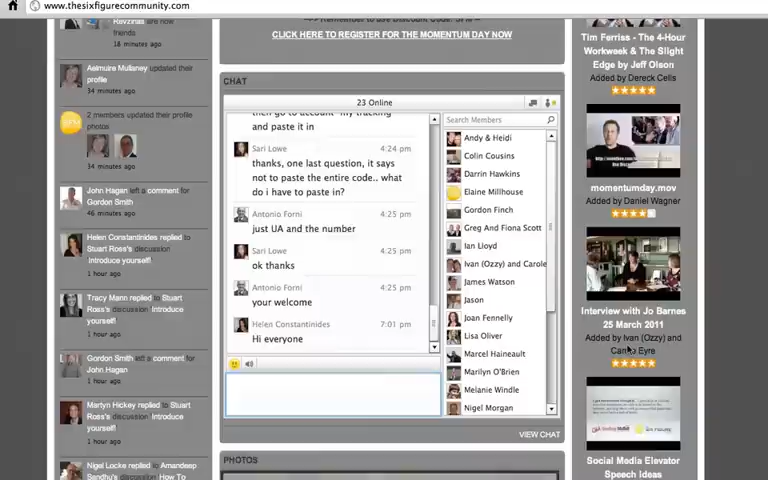 www.thesixfigurecommunity.com
Revzinas are now
friends
18 minutes ago
Aelmuire Mullaney updated their
profile
34 minutes ago
2 members updated their profile
photos
34 minutes ago
John Hagan left a comment for
Gordon Smith
46 minutes ago
Helen Constantinides replied to
Stuart Ross's discussion
Introduce yourself!
1 hour ago
Tracy Mann replied to Stuart
Ross's discussion Introduce
yourself!
1 hour ago
Gordon Smith left a comment for
John Hagan
1 hour ago
Martyn Hickey replied to Stuart
Ross's discussion Introduce
yourself!
1 hour ago
Nigel Locke replied to Amandeep
Sandhu's discussion How To
CLICK HERE TO REGISTER FOR THE MOMENTUM DAY NOW
CHAT
23 Online
then go to account my tracking
and paste it in
Sari Lowe 4:24 pm
thanks, one last question, it says
not to paste the entire code.. what
do i have to paste in?
Antonio Forni 4:25 pm
just UA and the number
Sari Lowe 4:25 pm
ok thanks
Antonio Forni 4:25 pm
your welcome
Helen Constantinides 7:01 pm
Hi everyone
Search Members
Andy & Heidi
Colin Cousins
Darrin Hawkins
Elaine Millhouse
Gordon Finch
Greg And Fiona Scott
Ian Lloyd
Ivan (Ozzy) and Carole
James Watson
Jason
Joan Fennelly
Lisa Oliver
Marcel Haineault
Marilyn O'Brien
Melanie Windle
Nigel Morgan
VIEW CHAT
PHOTOS
Tim Ferriss - The 4-Hour
Workweek & The Slight
Edge by Jeff Olson
Added by Dereck Cells
momentumday.mov
Added by Daniel Wagner
Interview with Jo Barnes
25 March 2011
Added by Ivan (Ozzy) and
Eyre
Social Media Elevator
Speech ideas